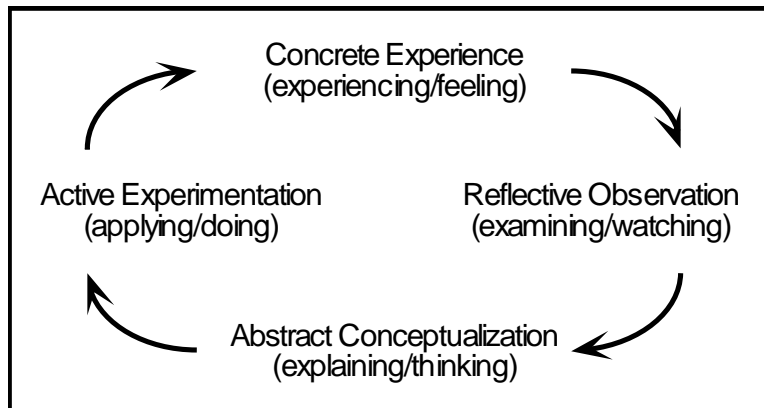 Concrete Experience
(experiencing/feeling)
Active Experimentation
(applying/doing)
Reflective Observation
(examining/watching)
Abstract Conceptualization
(explaining/thinking)